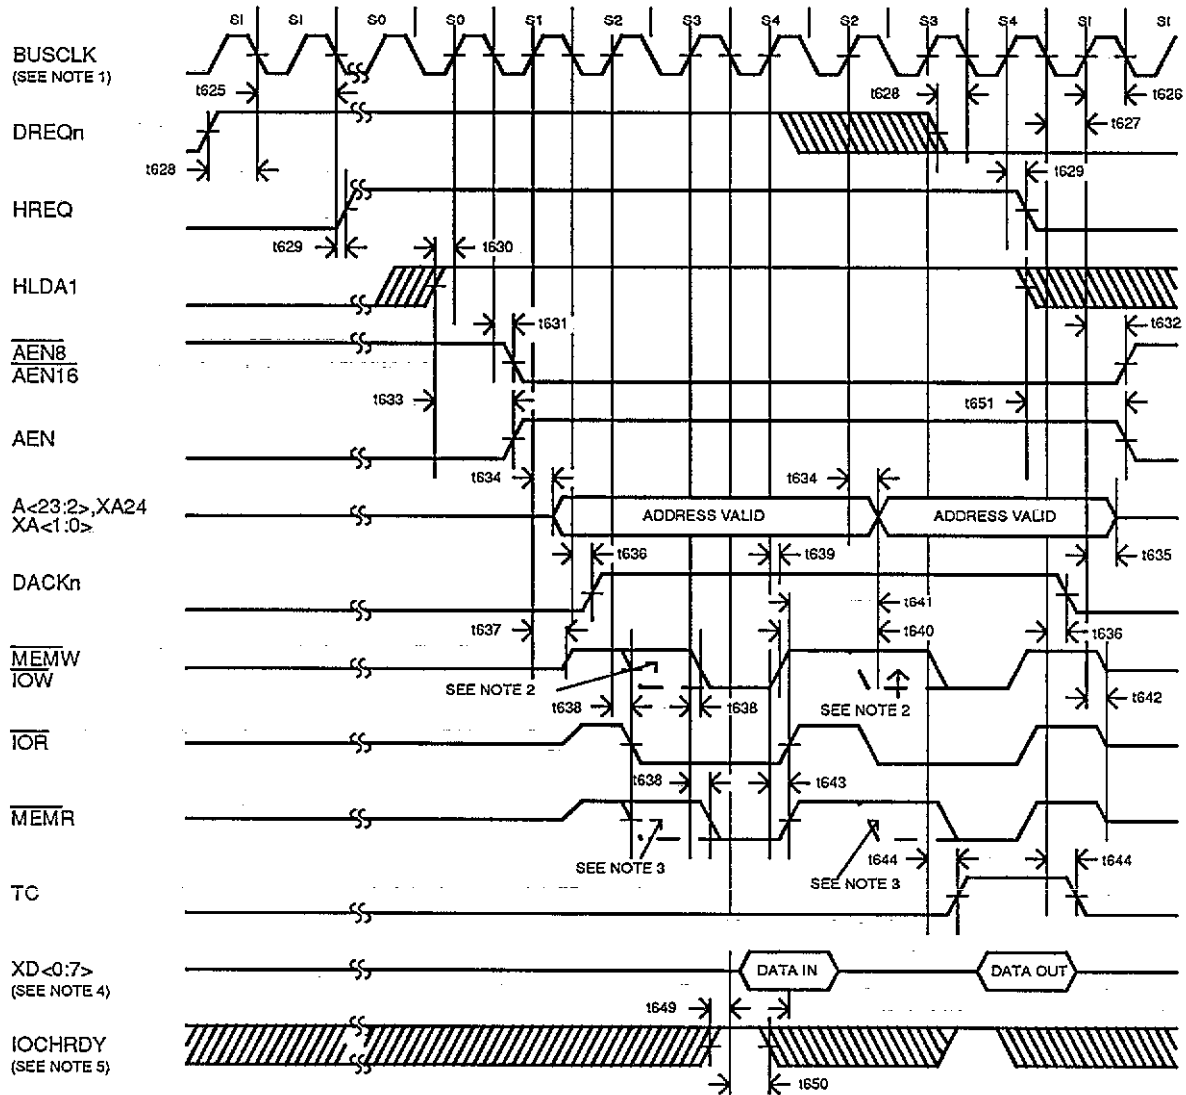 SI SI S0 S0 S1 S2 S3 S4 S2 S3 S4 SI SI
BUSCLK
(SEE NOTE 1)
t625
t628
t626
DREQn
t627
t628
t629
HREQ
t629
t630
HLDA1
t631
t632
AEN8
AEN16
t633
t651
AEN
t634
t634
A<23:2>,XA24
XA<1:0>
ADDRESS VALID
ADDRESS VALID
t636
t639
t635
DACKn
t641
t637
t640
t636
MEMW
IOW
SEE NOTE 2
SEE NOTE 2
t638
t638
t642
IOR
t638
t643
MEMR
SEE NOTE 3
SEE NOTE 3
t644
t644
TC
XD<0:7>
(SEE NOTE 4)
DATA IN
DATA OUT
t649
IOCHRDY
(SEE NOTE 5)
t650